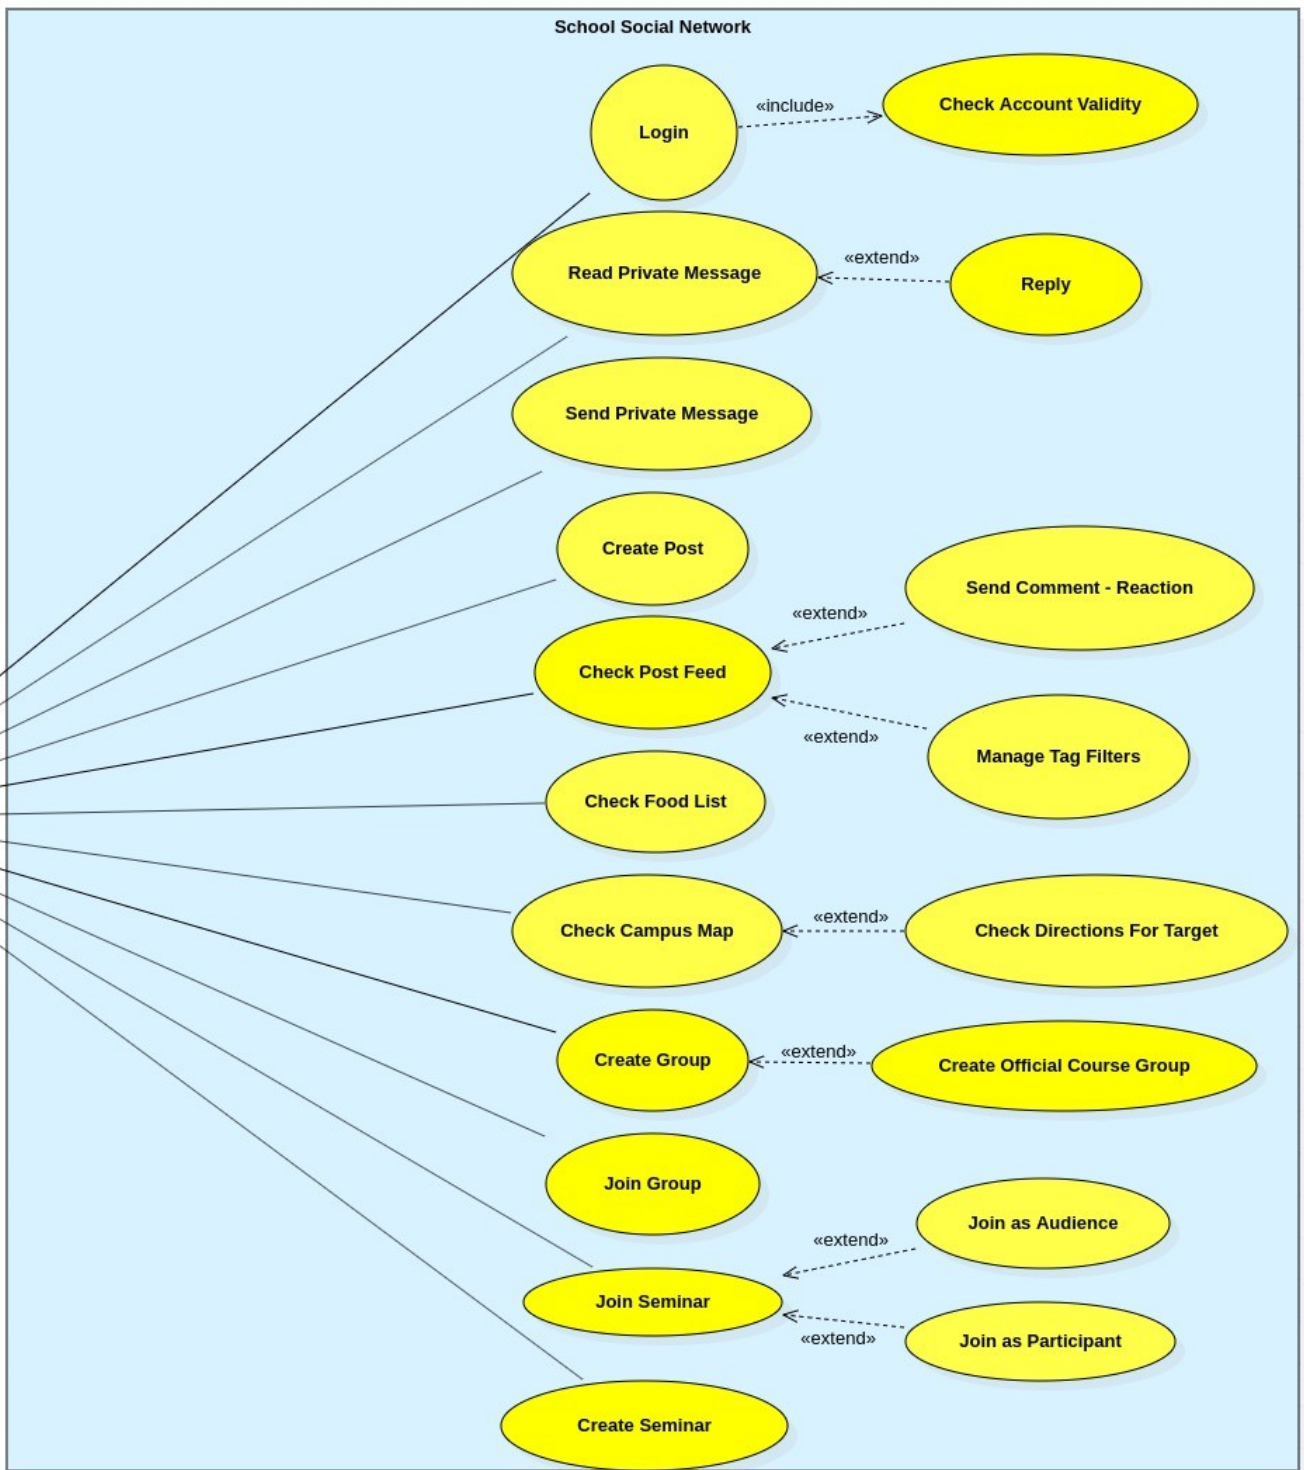 School Social Network
Login
«include»
Check Account Validity
Read Private Message
«extend»
Reply
Send Private Message
Create Post
Send Comment - Reaction
«extend»
Check Post Feed
«extend»
Manage Tag Filters
Check Food List
Check Campus Map
«extend»
Check Directions For Target
Create Group
«extend»
Create Official Course Group
Join Group
Join as Audience
«extend»
Join Seminar
«extend»
Join as Participant
Create Seminar